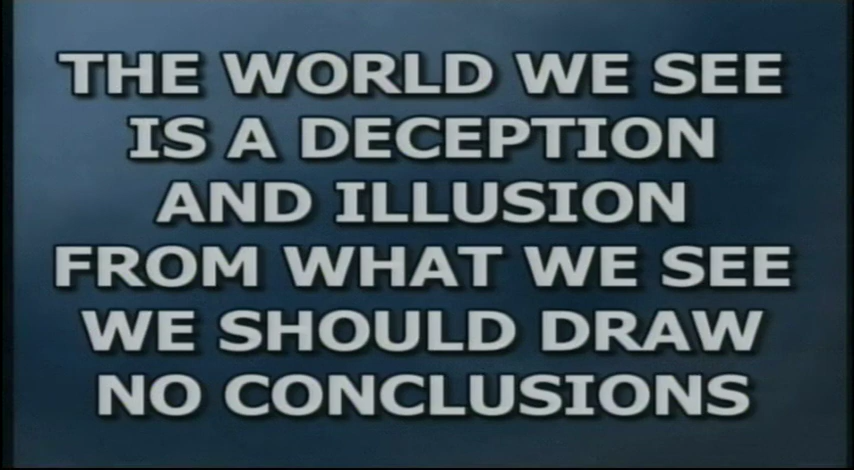 THE WORLD WE SEE
IS A DECEPTION
AND ILLUSION
FROM WHAT WE SEE
WE SHOULD DRAW
NO CONCLUSIONS